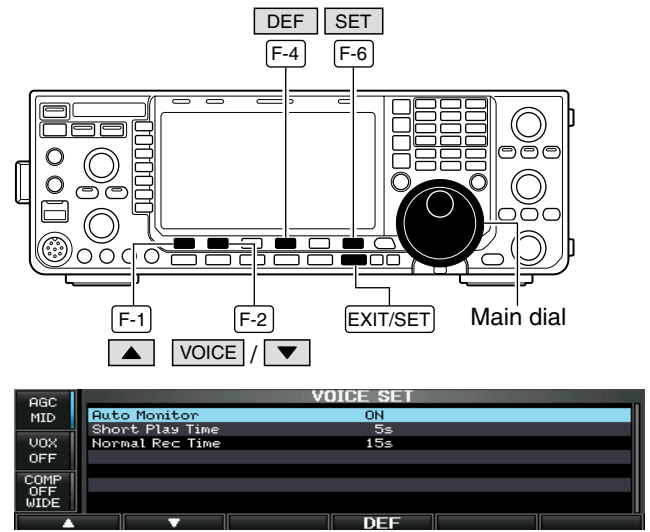 DEF SET
F-4 F-6
F-1 F-2 EXIT/SET Main dial
▲ VOICE / ▼
VOICE SET
AGC
MID
VOX
OFF
COMP
OFF
WIDE
Auto Monitor ON
Short Play Time 5s
Normal Rec Time 15s
▲ ▼ DEF